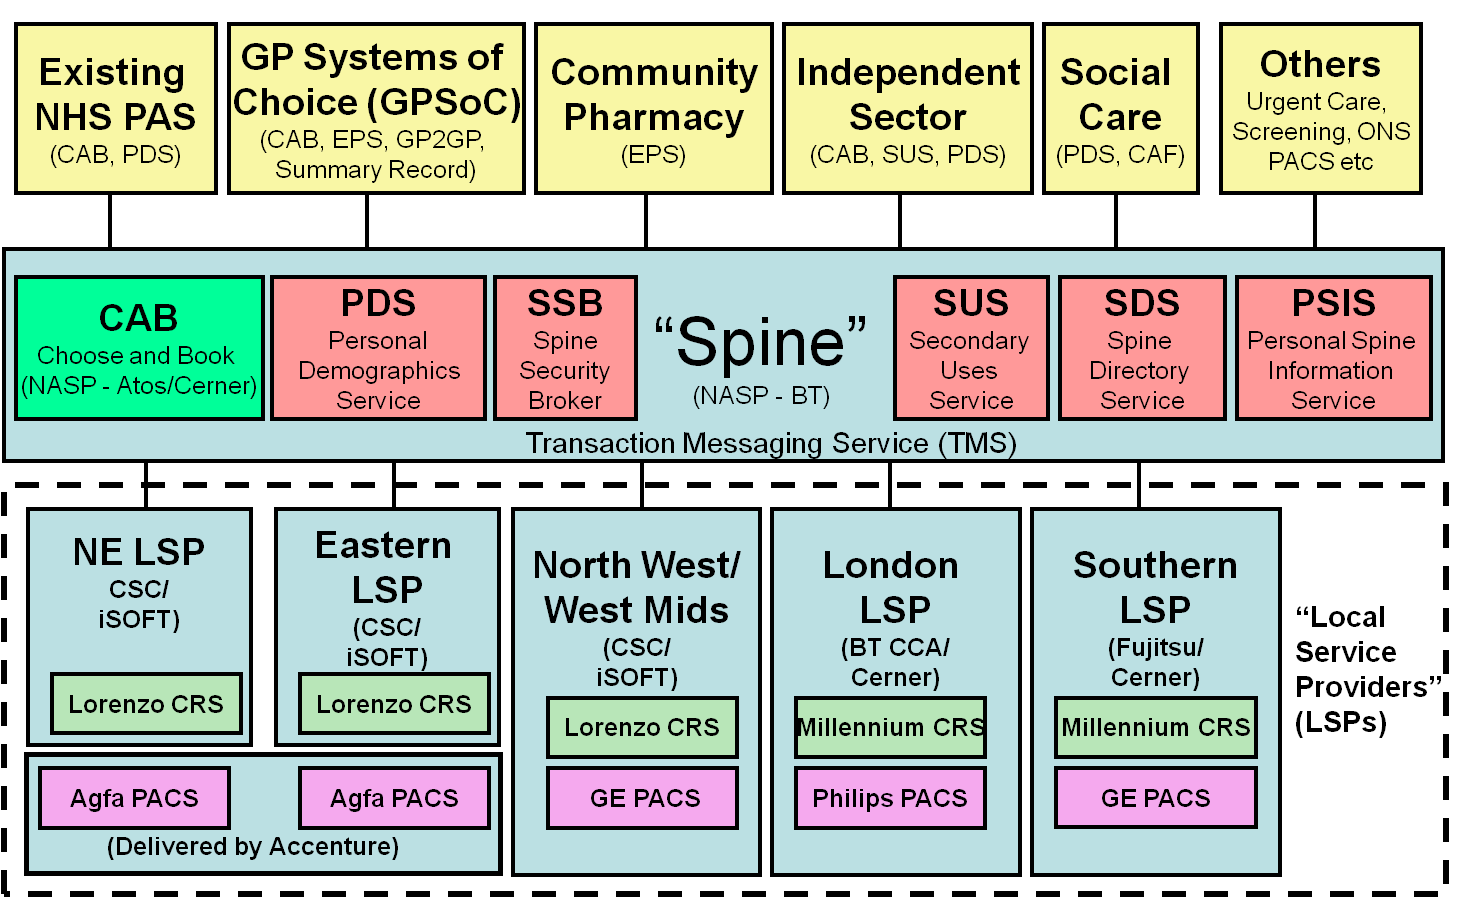 Existing
NHS PAS
(CAB, PDS)
GP Systems of
Choice (GPSoC)
(CAB, EPS, GP2GP,
Summary Record)
Community
Pharmacy
(EPS)
Independent
Sector
(CAB, SUS, PDS)
Social
Care
(PDS, CAF)
Others
Urgent Care,
Screening, ONS
PACS etc
CAB
Choose and Book
(NASP - Atos/Cerner)
PDS
Personal
Demographics
Service
SSB
Spine
Security
Broker
“Spine”
(NASP - BT)
SUS
Secondary
Uses
Service
SDS
Spine
Directory
Service
PSIS
Personal Spine
Information
Service
Transaction Messaging Service (TMS)
NE LSP
CSC/
iSOFT)
Lorenzo CRS
Eastern
LSP
(CSC/
iSOFT)
Lorenzo CRS
Agfa PACS
Agfa PACS
(Delivered by Accenture)
North West/
West Mids
(CSC/
iSOFT)
Lorenzo CRS
GE PACS
London
LSP
(BT CCA/
Cerner)
Millennium CRS
Philips PACS
Southern
LSP
(Fujitsu/
Cerner)
Millennium CRS
GE PACS
“Local
Service
Providers”
(LSPs)